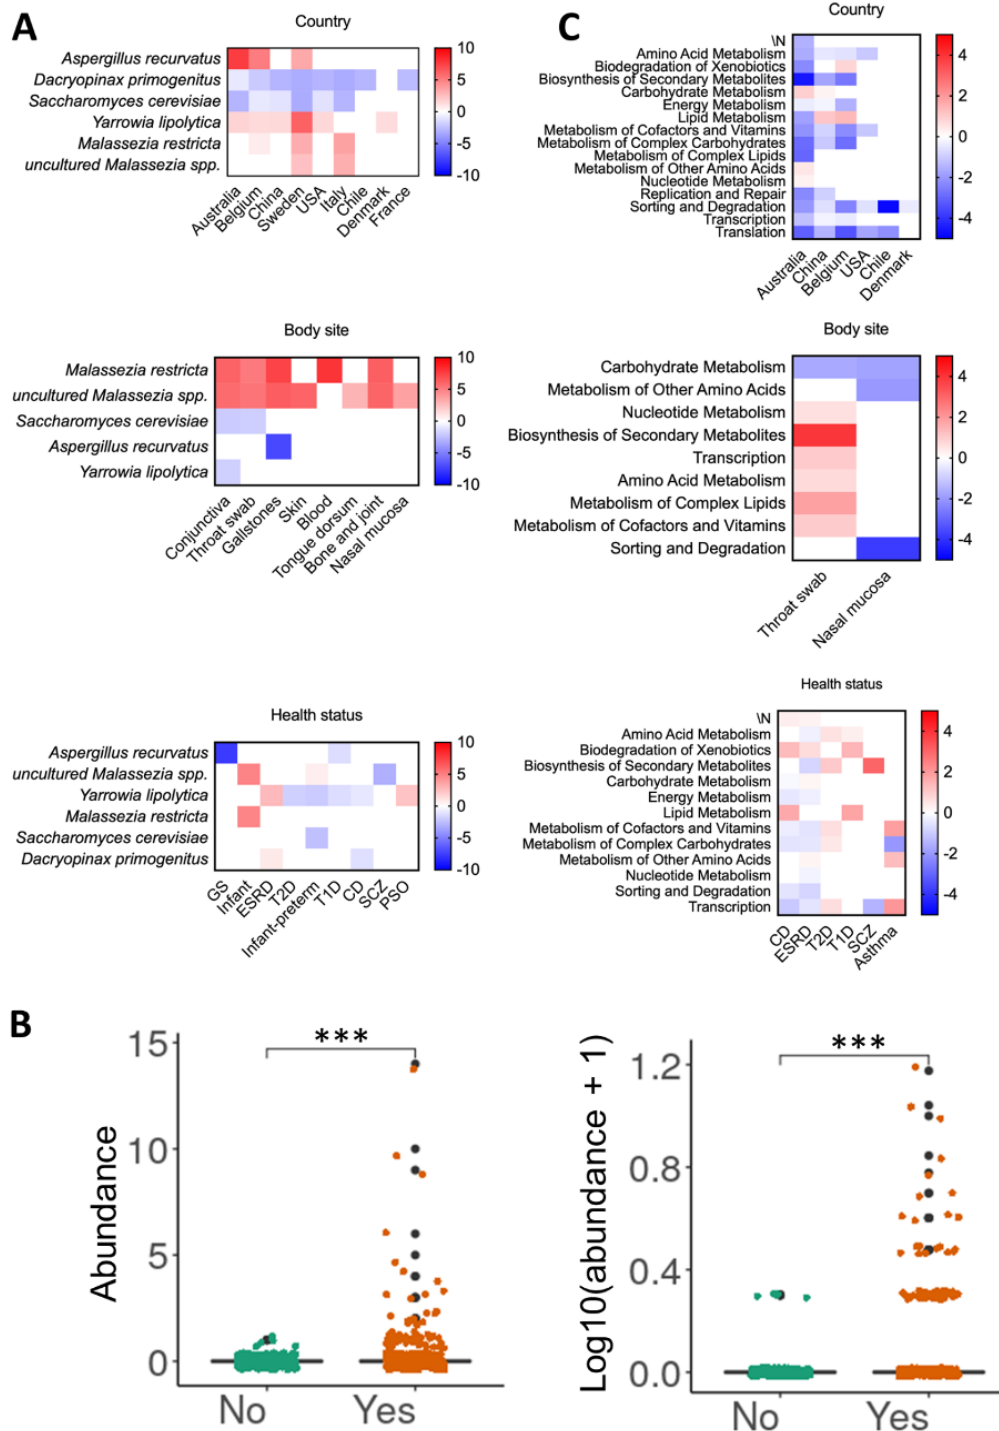 A
Country
Aspergillus recurvatus
Dacryopinax primogenitus
Saccharomyces cerevisiae
Yarrowia lipolytica
Malassezia restricta
uncultured Malassezia spp.
10
5
0
-5
-10
Australia
Belgium
China
Sweden
USA
Italy
Chile
Denmark
France
Body site
Malassezia restricta
uncultured Malassezia spp.
Saccharomyces cerevisiae
Aspergillus recurvatus
Yarrowia lipolytica
10
5
0
-5
-10
Conjunctiva
Throat swab
Gallstones
Skin
Blood
Tongue dorsum
Bone and joint
Nasal mucosa
Health status
Aspergillus recurvatus
uncultured Malassezia spp.
Yarrowia lipolytica
Malassezia restricta
Saccharomyces cerevisiae
Dacryopinax primogenitus
10
5
0
-5
-10
GS
Infant
ESRD
T2D
Infant-preterm
T1D
CD
SCZ
PSO
C
Country
\N
Amino Acid Metabolism
Biodegradation of Xenobiotics
Biosynthesis of Secondary Metabolites
Carbohydrate Metabolism
Energy Metabolism
Lipid Metabolism
Metabolism of Cofactors and Vitamins
Metabolism of Complex Carbohydrates
Metabolism of Complex Lipids
Metabolism of Other Amino Acids
Nucleotide Metabolism
Replication and Repair
Sorting and Degradation
Transcription
Translation
4
2
0
-2
-4
Australia
China
Belgium
USA
Chile
Denmark
Body site
Carbohydrate Metabolism
Metabolism of Other Amino Acids
Nucleotide Metabolism
Biosynthesis of Secondary Metabolites
Transcription
Amino Acid Metabolism
Metabolism of Complex Lipids
Metabolism of Cofactors and Vitamins
Sorting and Degradation
4
2
0
-2
-4
Throat swab
Nasal mucosa
Health status
\N
Amino Acid Metabolism
Biodegradation of Xenobiotics
Biosynthesis of Secondary Metabolites
Carbohydrate Metabolism
Energy Metabolism
Lipid Metabolism
Metabolism of Cofactors and Vitamins
Metabolism of Complex Carbohydrates
Metabolism of Other Amino Acids
Nucleotide Metabolism
Sorting and Degradation
Transcription
4
2
0
-2
-4
CD
ESRD
T2D
T1D
SCZ
Asthma
B
***
Abundance
15
10
5
0
No
Yes
***
Log10(abundance + 1)
1.2
0.8
0.4
0.0
No
Yes